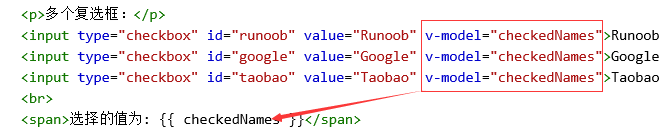 <p>多个复选框：</p>
<input type="checkbox" id="runoob" value="Runoob" v-model="checkedNames">Runoob
<input type="checkbox" id="google" value="Google" v-model="checkedNames">Google
<input type="checkbox" id="taobao" value="Taobao" v-model="checkedNames">Taobao
<br>
<span>选择的值为: {{ checkedNames }}</span>